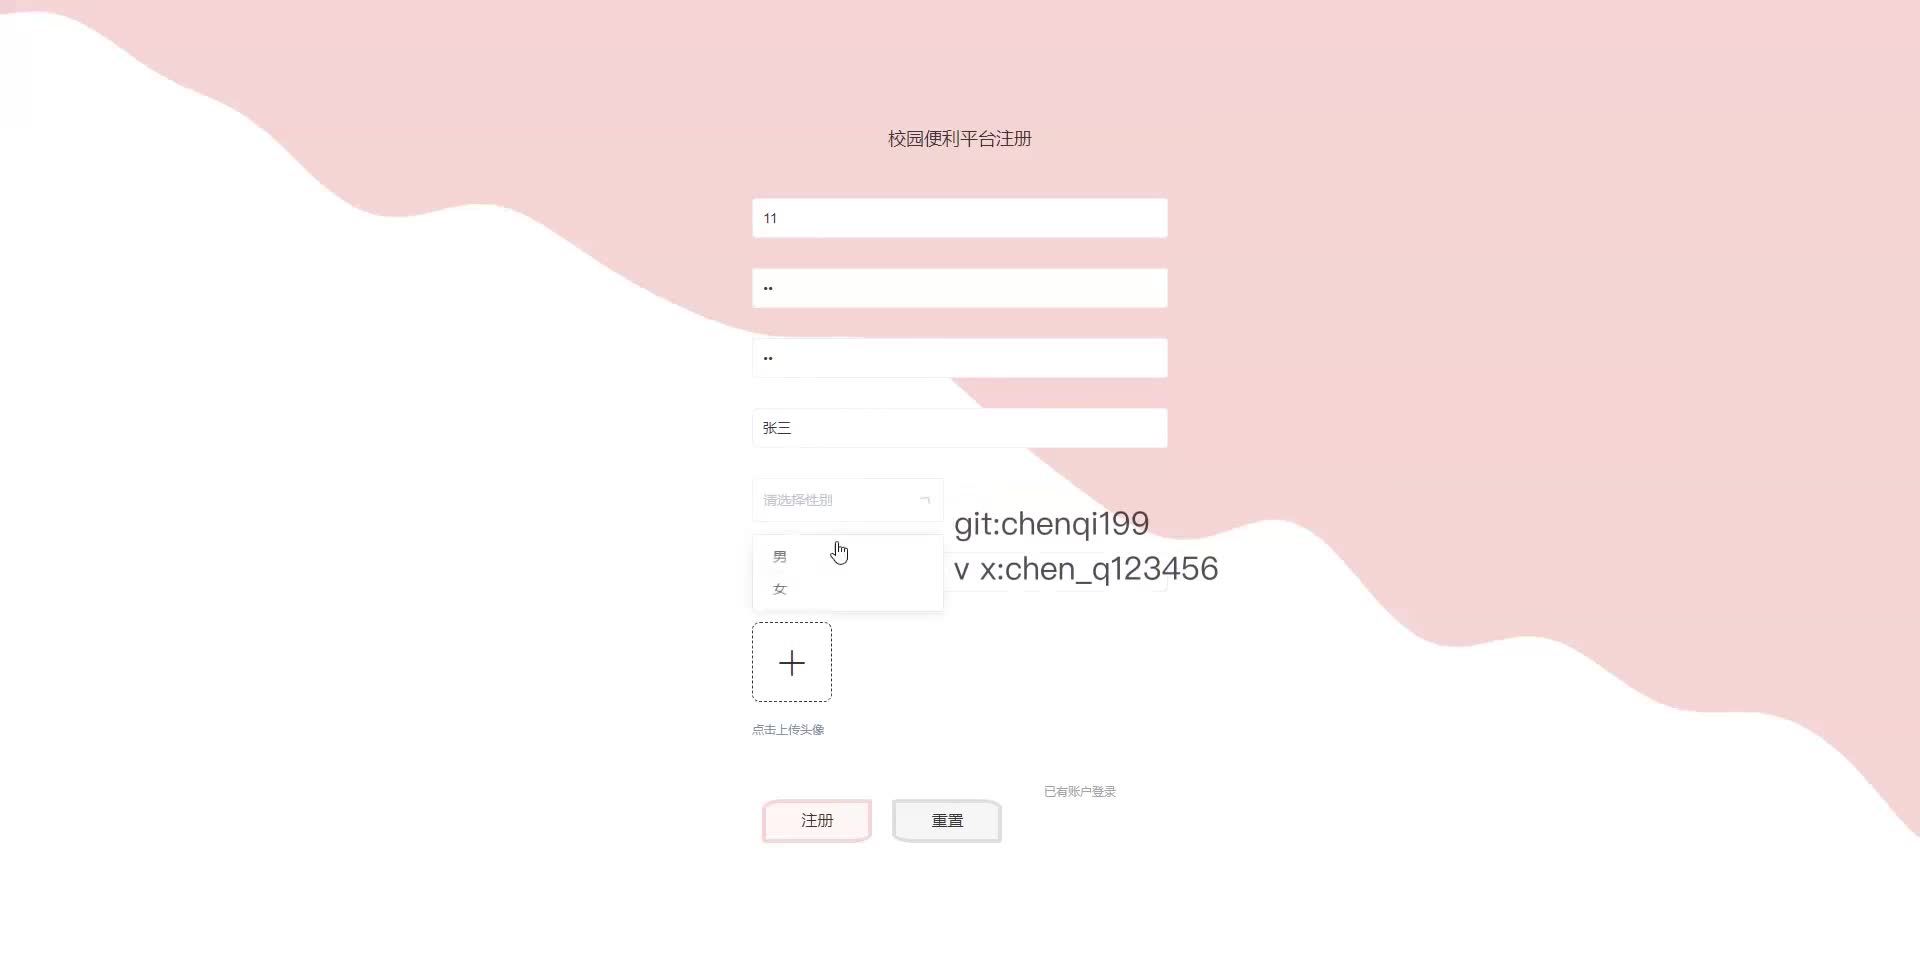 校园便利平台注册
11
••
••
张三
请选择性别
git:chenqi199
男
v x:chen_q123456
女
点击上传头像
已有账户登录
注册
重置